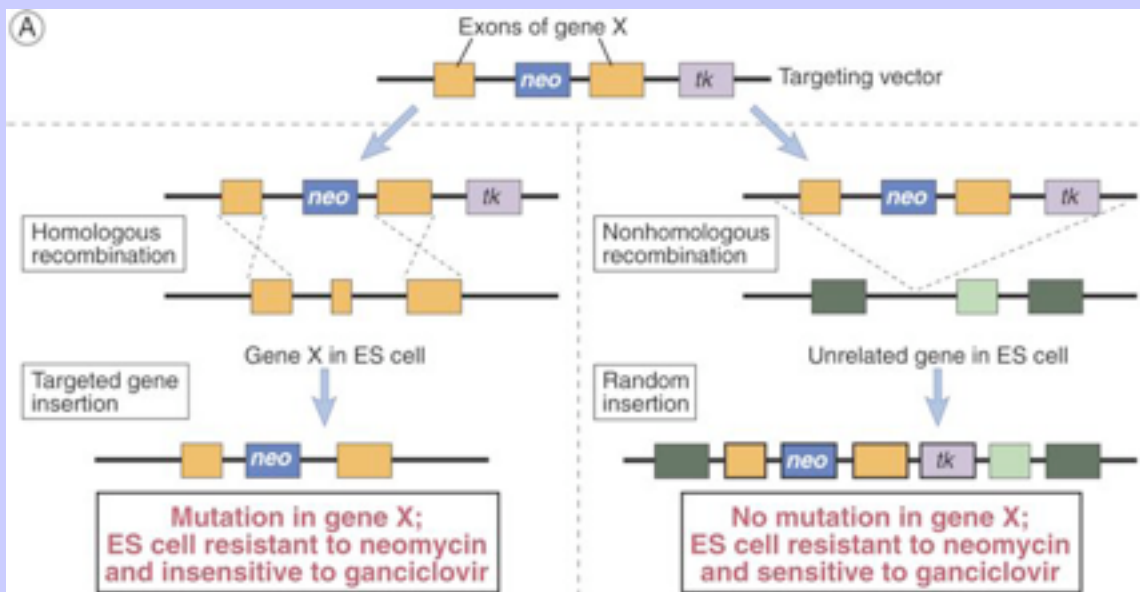 A
Exons of gene X
neo
tk
Targeting vector
neo
tk
Homologous
recombination
Gene X in ES cell
Targeted gene
insertion
neo
Mutation in gene X;
ES cell resistant to neomycin
and insensitive to ganciclovir
neo
tk
Nonhomologous
recombination
Unrelated gene in ES cell
Random
insertion
neo
tk
No mutation in gene X;
ES cell resistant to neomycin
and sensitive to ganciclovir